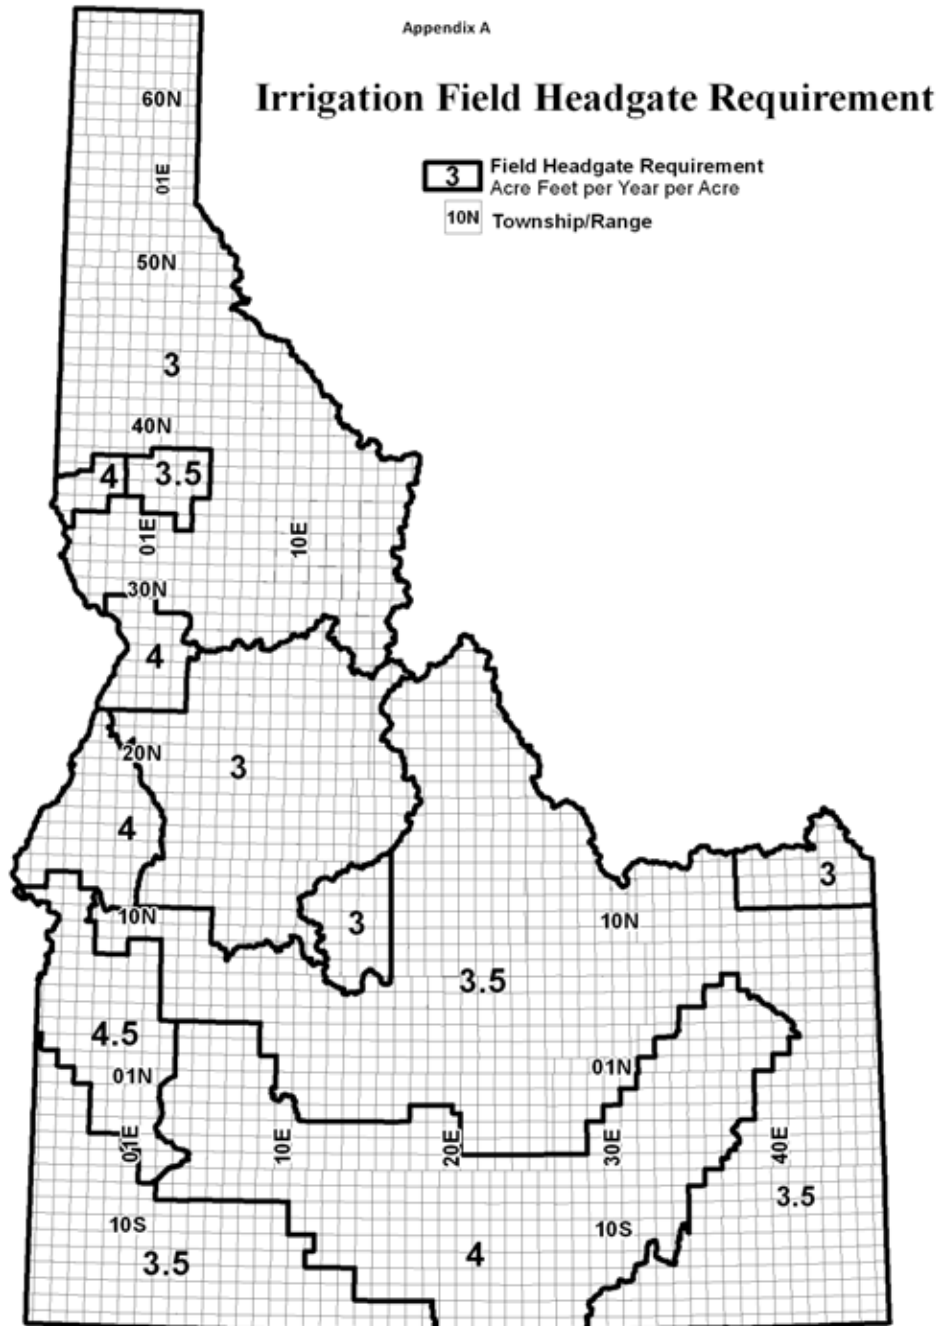 Appendix A
Irrigation Field Headgate Requirement
3 Field Headgate Requirement
Acre Feet per Year per Acre
10N Township/Range
60N
01E
50N
3
40N
4 3.5
01E 10E
30N
4
20N 3
4
3
10N 3 10N
3.5
4.5
01N 01N
01E 10E 20E 30E 40E
3.5
10S 10S
3.5 4